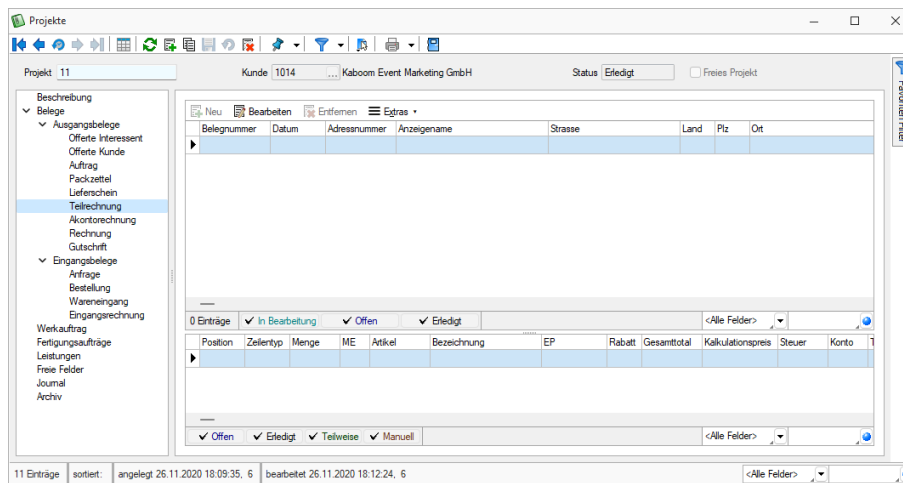 Projekte
Projekt 11 Kunde 1014 ... Kaboom Event Marketing GmbH Status Erledigt Freies Projekt
Favoriten Filter
Beschreibung
Belege
Ausgangsbelege
Offerte Interessent
Offerte Kunde
Auftrag
Packzettel
Lieferschein
Teilrechnung
Akontorechnung
Rechnung
Gutschrift
Eingangsbelege
Anfrage
Bestellung
Wareneingang
Eingangsrechnung
Werkauftrag
Fertigungsaufträge
Leistungen
Freie Felder
Journal
Archiv
Neu Bearbeiten Entfernen Extras
Belegnummer Datum Adressnummer Anzeigename Strasse Land Plz Ort
0 Einträge In Bearbeitung Offen Erledigt <Alle Felder>
Position Zeilentyp Menge ME Artikel Bezeichnung EP Rabatt Gesamttotal Kalkulationspreis Steuer Konto
Offen Erledigt Teilweise Manuell <Alle Felder>
11 Einträge sortiert: angelegt 26.11.2020 18:09:35, 6 bearbeitet 26.11.2020 18:12:24, 6 <Alle Felder>